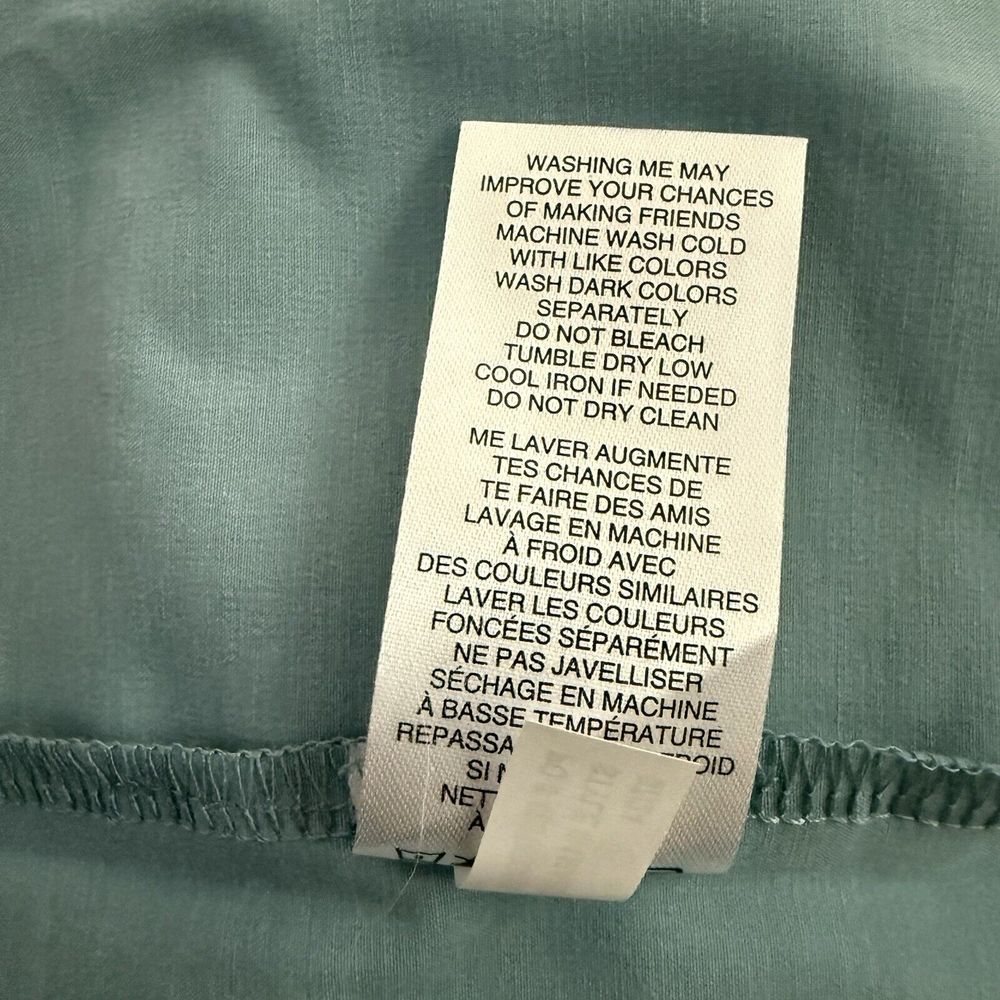 WASHING ME MAY
IMPROVE YOUR CHANCES
OF MAKING FRIENDS
MACHINE WASH COLD
WITH LIKE COLORS
WASH DARK COLORS
SEPARATELY
DO NOT BLEACH
TUMBLE DRY LOW
COOL IRON IF NEEDED
DO NOT DRY CLEAN
ME LAVER AUGMENTE
TES CHANCES DE
TE FAIRE DES AMIS
LAVAGE EN MACHINE
À FROID AVEC
DES COULEURS SIMILAIRES
LAVER LES COULEURS
FONCÉES SÉPARÉMENT
NE PAS JAVELLISER
SÉCHAGE EN MACHINE
À BASSE TEMPÉRATURE
SI
À